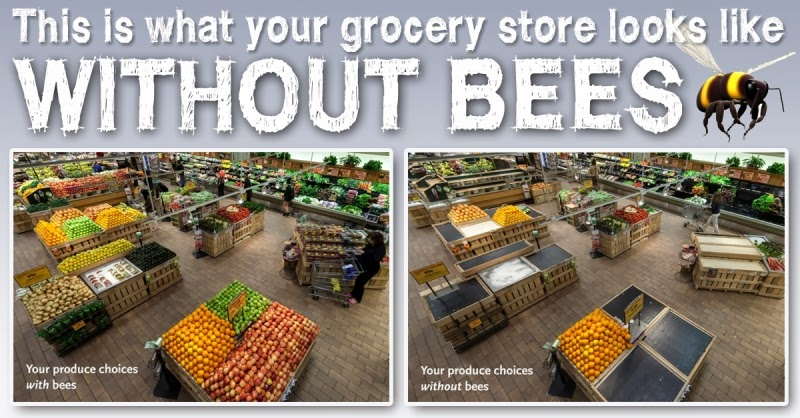 This is what your grocery store looks like
WITHOUT BEES
Your produce choices
with bees
Your produce choices
without bees